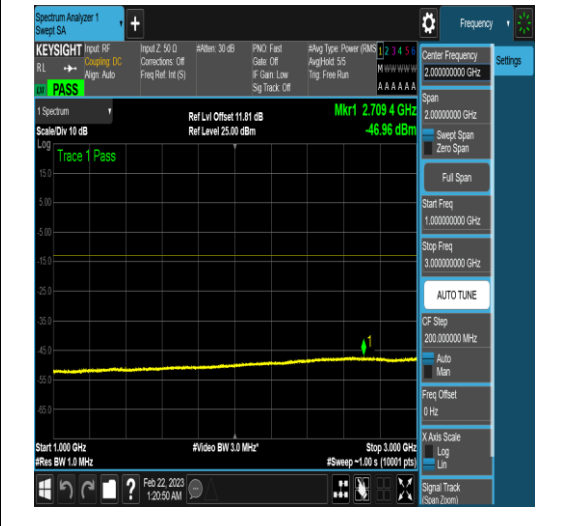 Spectrum Analyzer 1
Swept SA
+
Frequency
KEYSIGHT
RL
PASS
Input: RF
Coupling: DC
Align: Auto
Input Z: 50 Ω
Corrections: Off
Freq Ref: Int (S)
#Atten: 30 dB
PNO: Fast
Gate: Off
IF Gain: Low
Sig Track: Off
#Avg Type: Power (RMS
Avg|Hold: 5/5
Trig: Free Run
1 2 3 4 5 6
M W W W W W
A A A A A A
1 Spectrum
Scale/Div 10 dB
Ref Lvl Offset 11.81 dB
Ref Level 25.00 dBm
Mkr1 2.709 4 GHz
-46.96 dBm
Log
Trace 1 Pass
15.0
5.00
-5.00
-15.0
-25.0
-35.0
-45.0
-55.0
-65.0
1
Start 1.000 GHz
#Res BW 1.0 MHz
#Video BW 3.0 MHz*
Stop 3.000 GHz
#Sweep ~1.00 s (10001 pts)
?
Feb 22, 2023
1:20:50 AM
Center Frequency
2.000000000 GHz
Settings
Span
2.00000000 GHz
Swept Span
Zero Span
Full Span
Start Freq
1.000000000 GHz
Stop Freq
3.000000000 GHz
AUTO TUNE
CF Step
200.000000 MHz
Auto
Man
Freq Offset
0 Hz
X Axis Scale
Log
Lin
Signal Track
(Span Zoom)